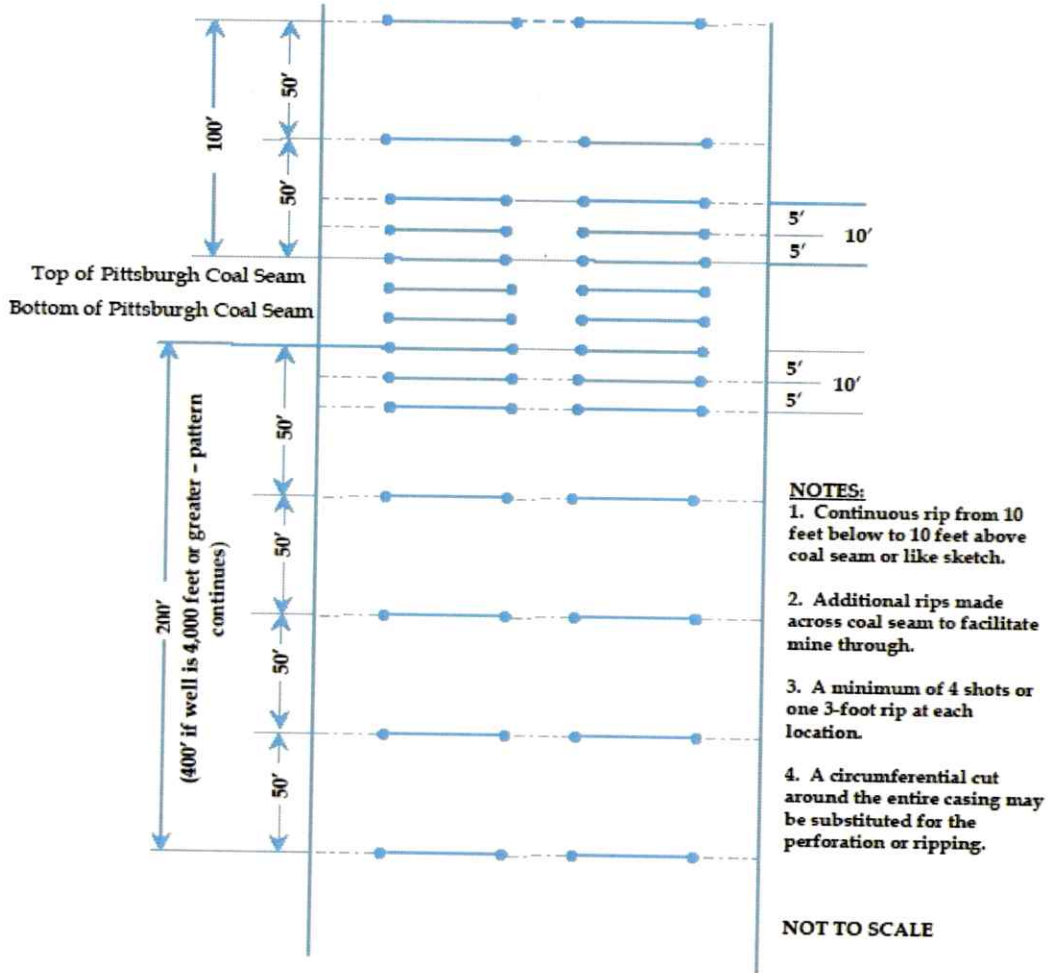 100'
50'
50'
5'
10'
5'
Top of Pittsburgh Coal Seam
Bottom of Pittsburgh Coal Seam
5'
10'
5'
200'
(400' if well is 4,000 feet or greater – pattern
continues)
50'
50'
50'
50'
NOTES:
1. Continuous rip from 10
feet below to 10 feet above
coal seam or like sketch.
2. Additional rips made
across coal seam to facilitate
mine through.
3. A minimum of 4 shots or
one 3-foot rip at each
location.
4. A circumferential cut
around the entire casing may
be substituted for the
perforation or ripping.
NOT TO SCALE